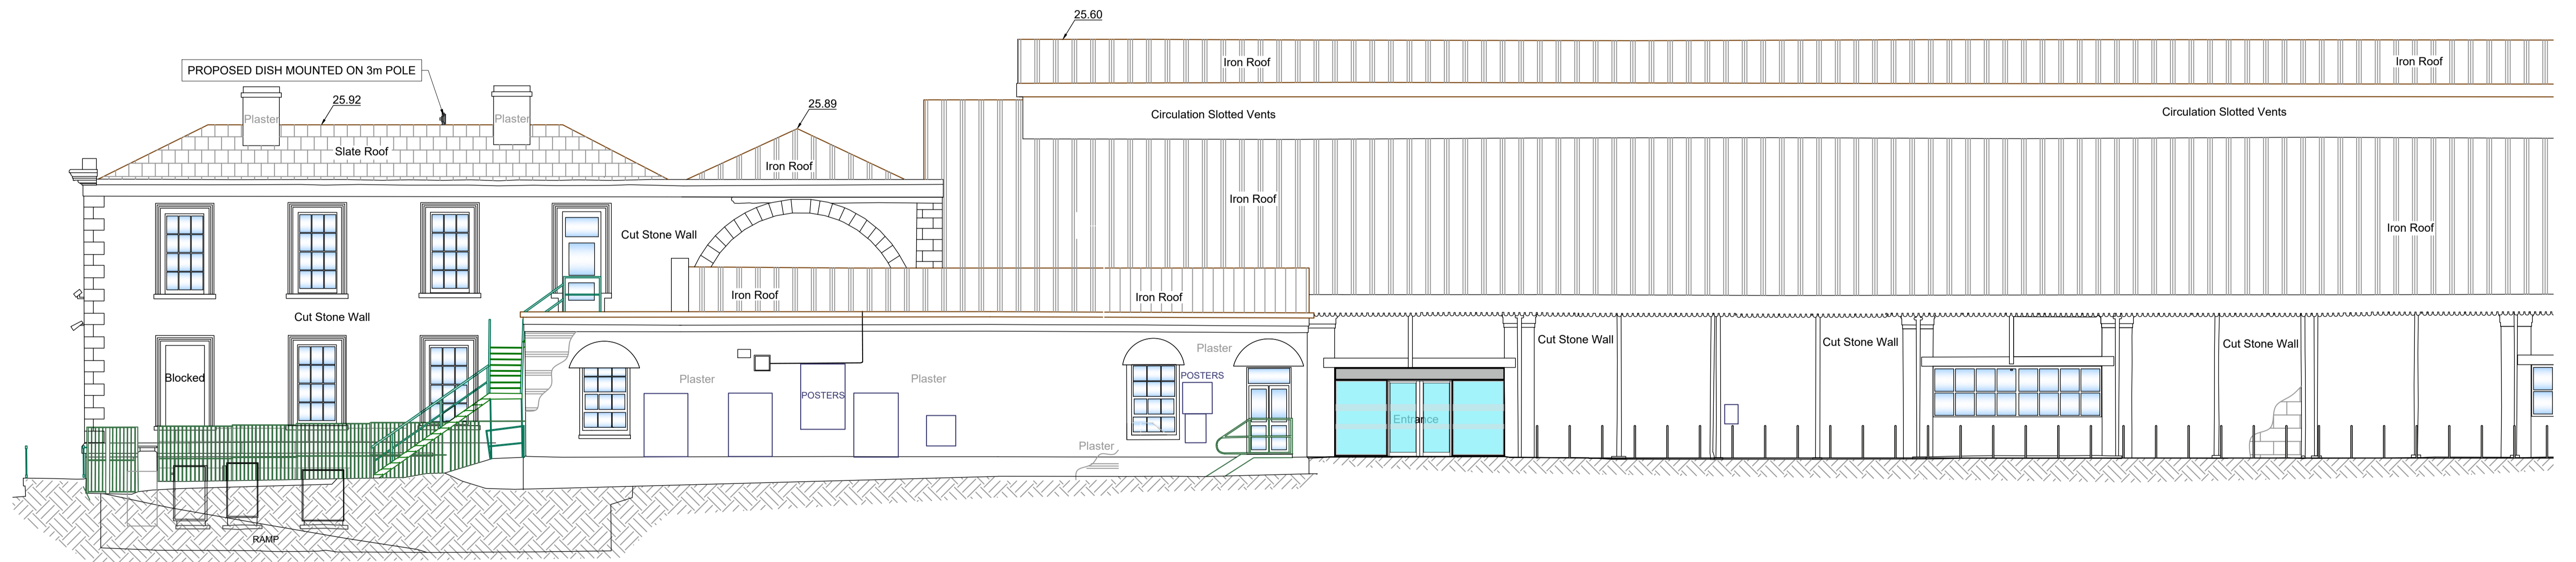 25.60
Iron Roof
Iron Roof
PROPOSED DISH MOUNTED ON 3m POLE
25.92
25.89
Plaster
Plaster
Circulation Slotted Vents
Circulation Slotted Vents
Slate Roof
Iron Roof
Iron Roof
Cut Stone Wall
Iron Roof
Iron Roof
Iron Roof
Cut Stone Wall
Cut Stone Wall
Cut Stone Wall
Cut Stone Wall
Plaster
Blocked
Plaster
Plaster
POSTERS
POSTERS
Entrance
Plaster
RAMP